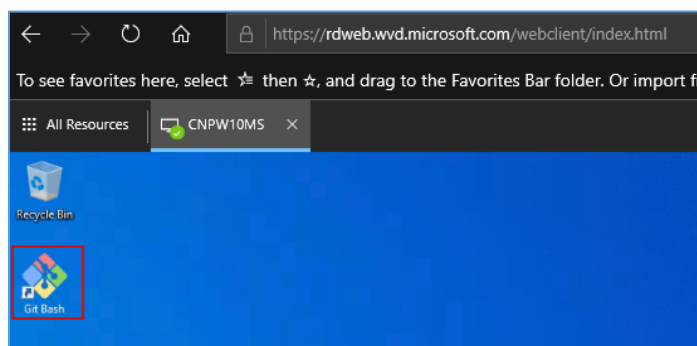 https://rdweb.wvd.microsoft.com/webclient/index.html
To see favorites here, select then , and drag to the Favorites Bar folder. Or import
All Resources CNPW10MS
Recycle Bin
Git Bash